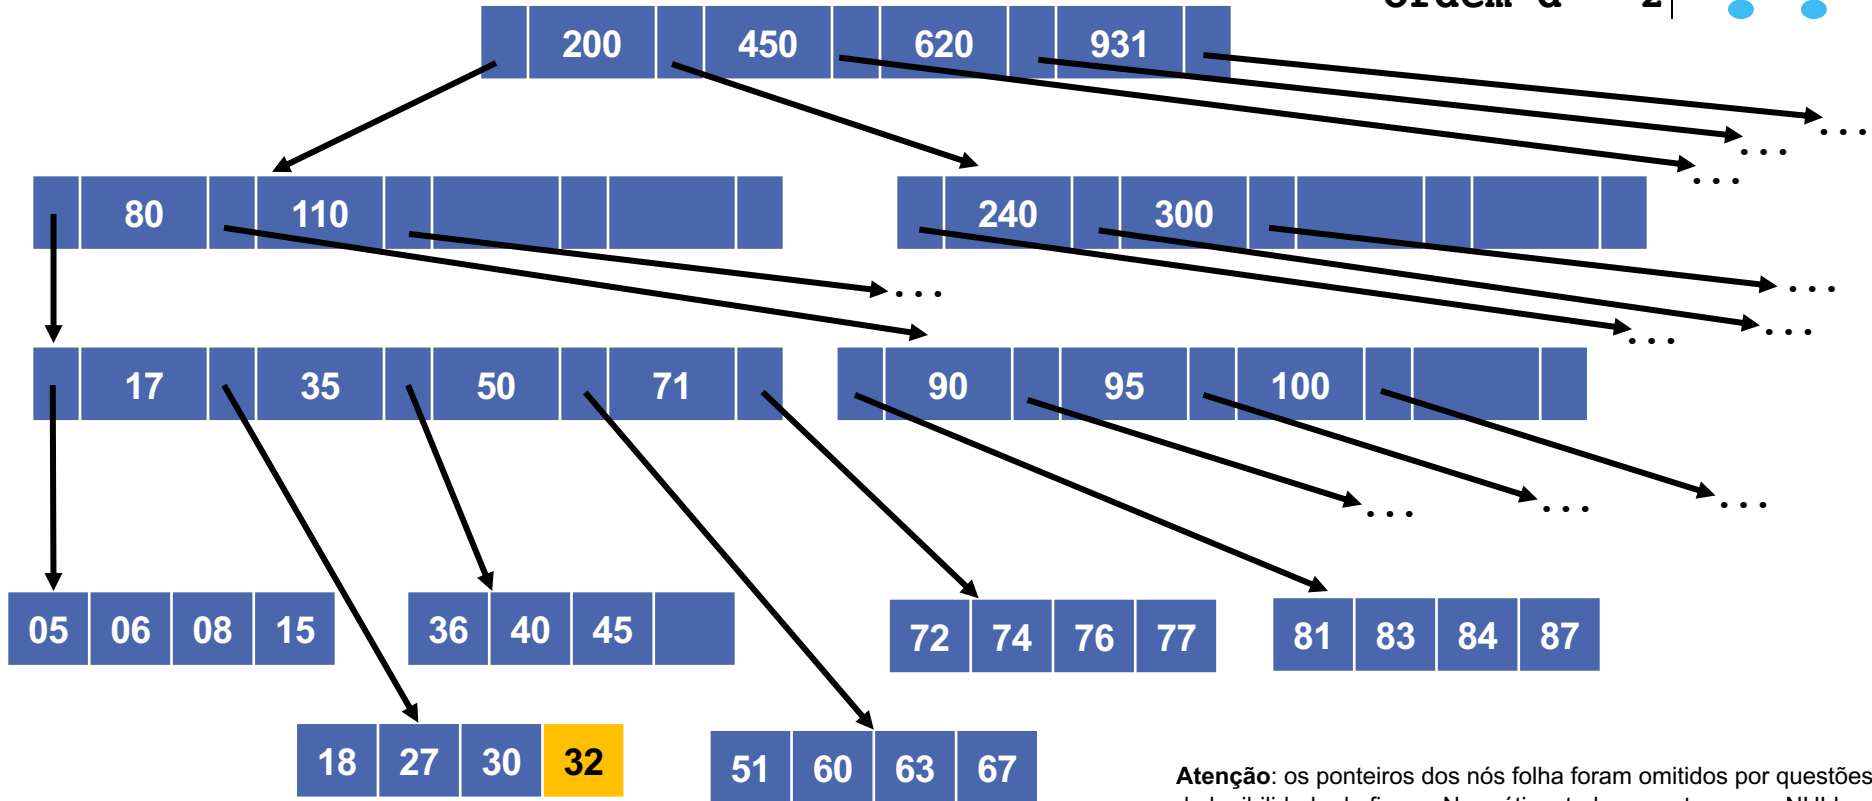 200 450 620 931
. . .
. . .
. . .
80 110
240 300
. . .
. . .
. . .
. . .
17 35 50 71
90 95 100
. . .
. . .
. . .
05 06 08 15
36 40 45
72 74 76 77
81 83 84 87
18 27 30 32
51 60 63 67
Atenção: os ponteiros dos nós folha foram omitidos por questões